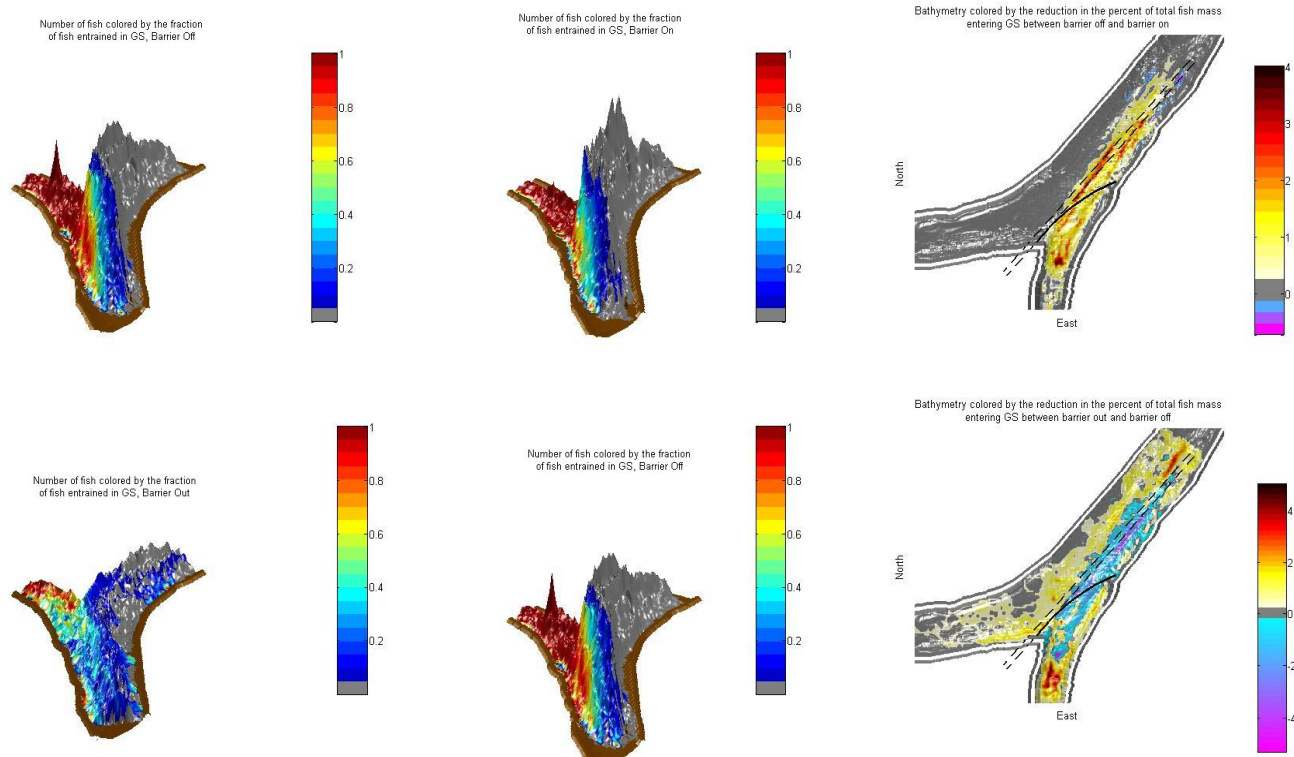 Number of fish colored by the fraction
of fish entrained in GS, Barrier Off
1
0.8
0.6
0.4
0.2
Number of fish colored by the fraction
of fish entrained in GS, Barrier On
1
0.8
0.6
0.4
0.2
Bathymetry colored by the reduction in the percent of total fish mass
entering GS between barrier off and barrier on
North
East
4
3
2
1
0
Number of fish colored by the fraction
of fish entrained in GS, Barrier Out
1
0.8
0.6
0.4
0.2
Number of fish colored by the fraction
of fish entrained in GS, Barrier Off
1
0.8
0.6
0.4
0.2
Bathymetry colored by the reduction in the percent of total fish mass
entering GS between barrier out and barrier off
North
East
4
2
0
-2
-4